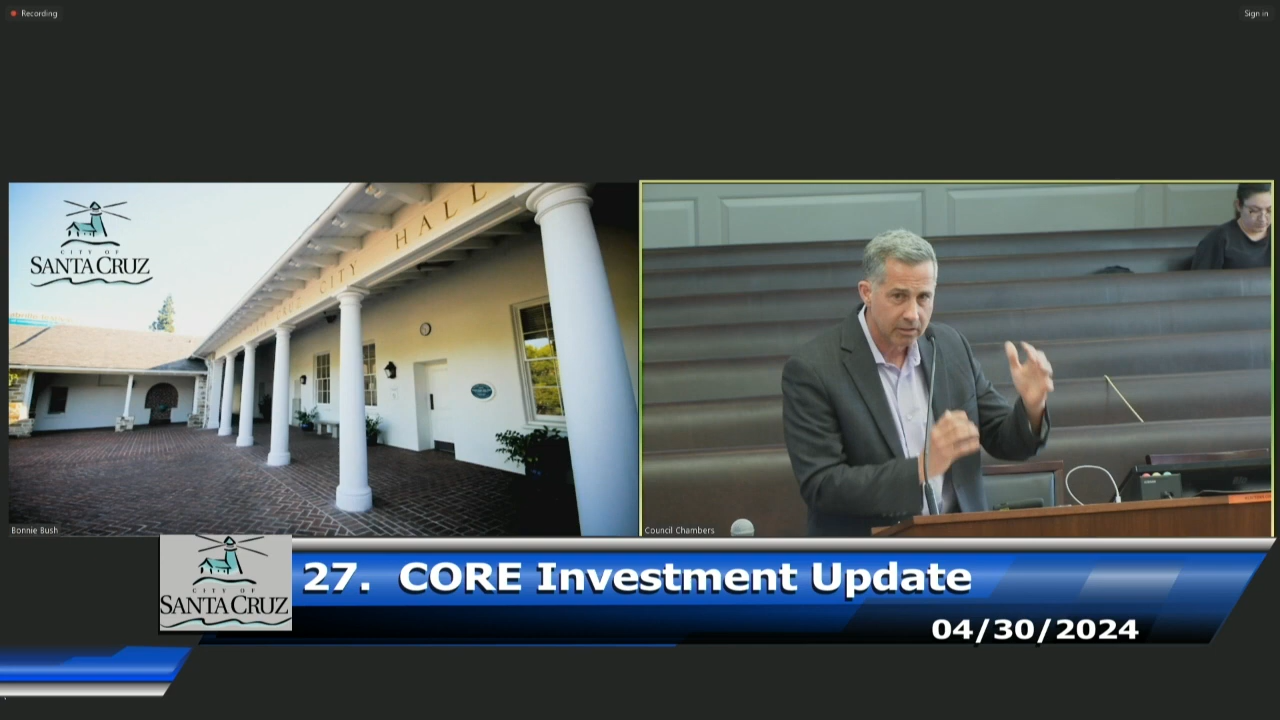 Recording
Sign in
CITY OF
SANTA CRUZ
CITY HALL
Bonnie Bush
Council Chambers
CITY OF
SANTA CRUZ
27. CORE Investment Update
04/30/2024